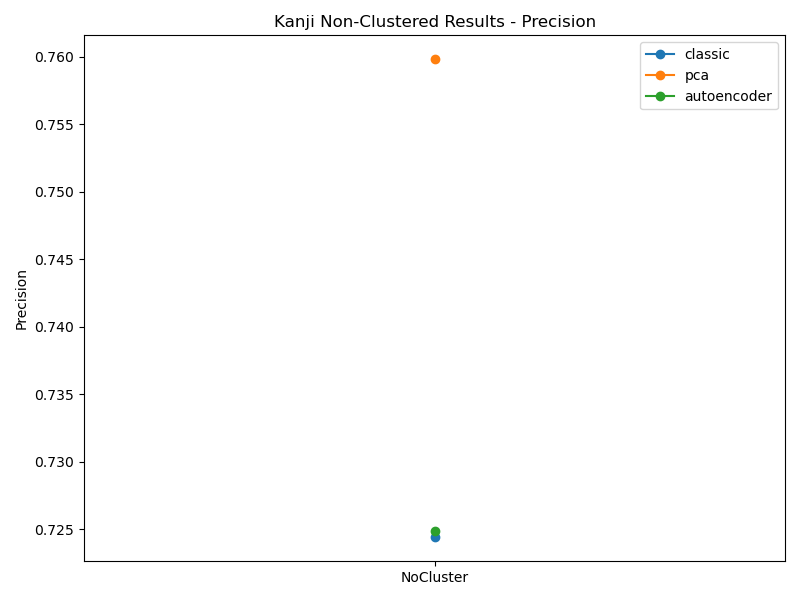 Kanji Non-Clustered Results - Precision
classic
pca
autoencoder
0.760
0.755
0.750
0.745
0.740
0.735
0.730
0.725
Precision
NoCluster